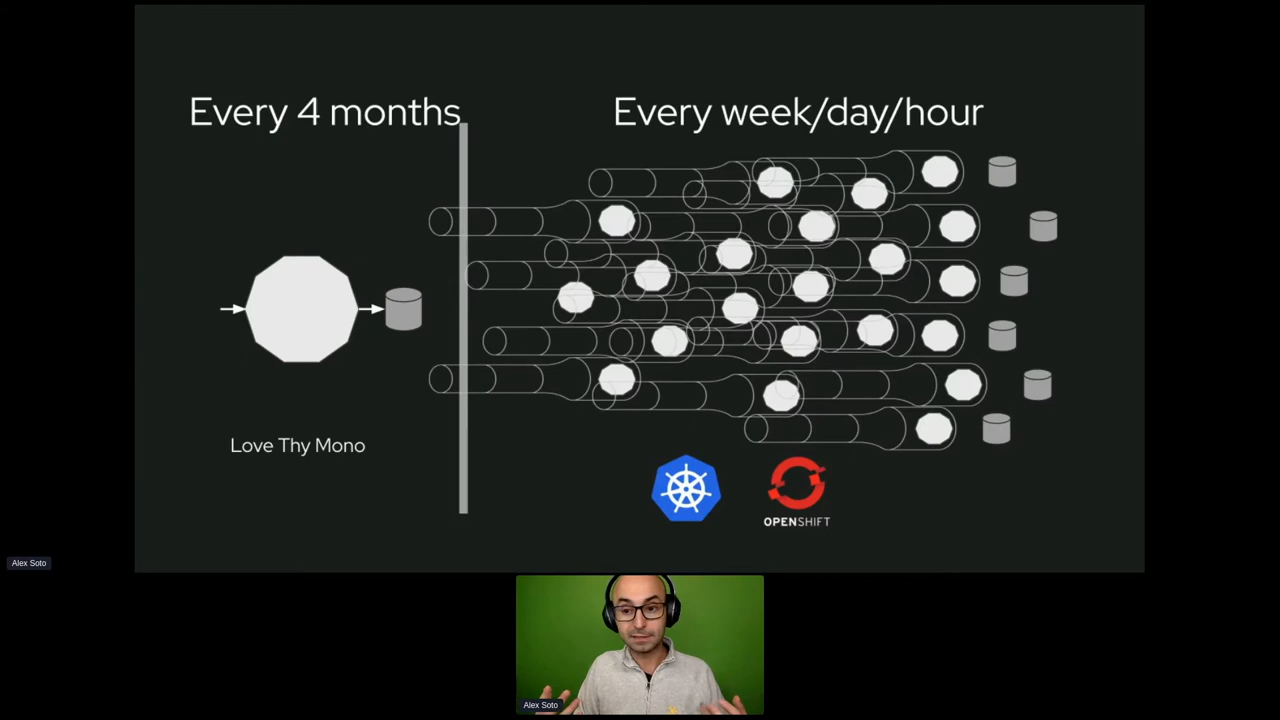 Every 4 months
Every week/day/hour
Love Thy Mono
OPENSHIFT
Alex Soto
Alex Soto